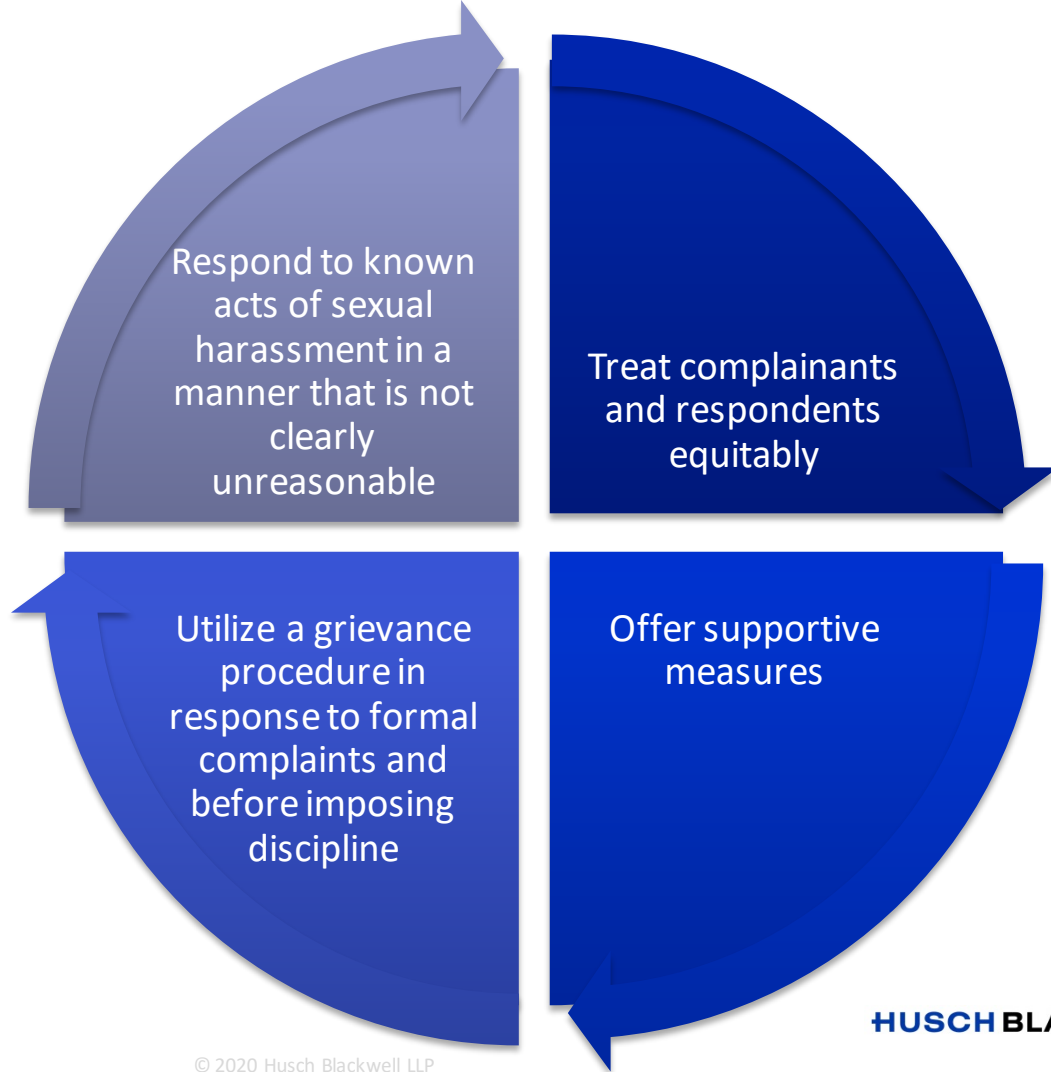 Respond to known
acts of sexual
harassment in a
manner that is not
clearly
unreasonable
Treat complainants
and respondents
equitably
Utilize a grievance
procedure in
response to formal
complaints and
before imposing
discipline
Offer supportive
measures
HUSCH BLA
© 2020 Husch Blackwell LLP